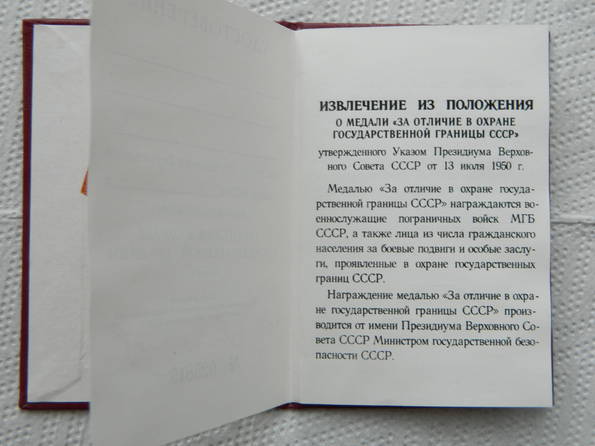 ИЗВЛЕЧЕНИЕ ИЗ ПОЛОЖЕНИЯ
О МЕДАЛИ «ЗА ОТЛИЧИЕ В ОХРАНЕ
ГОСУДАРСТВЕННОЙ ГРАНИЦЫ СССР»
утвержденного Указом Президиума Верхов-
ного Совета СССР от 13 июля 1950 г.
Медалью «За отличие в охране госуда-
рственной границы СССР» награждаются во-
еннослужащие пограничных войск МГБ
СССР, а также лица из числа гражданского
населения за боевые подвиги и особые заслу-
ги, проявленные в охране государственных
границ СССР.
Награждение медалью «За отличие в охра-
не государственной границы СССР» произ-
водится от имени Президиума Верховного Со-
вета СССР Министром государственной безо-
пасности СССР.